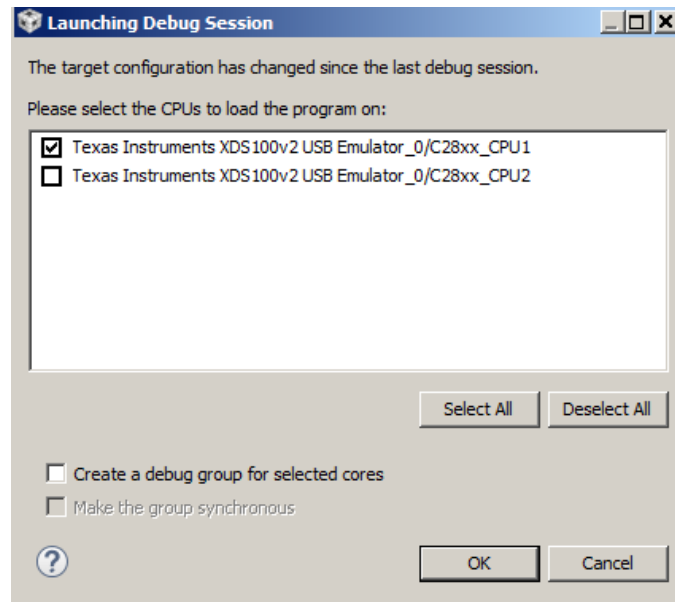 Launching Debug Session
The target configuration has changed since the last debug session.
Please select the CPUs to load the program on:
Texas Instruments XDS100v2 USB Emulator_0/C28xx_CPU1
Texas Instruments XDS100v2 USB Emulator_0/C28xx_CPU2
Select All Deselect All
Create a debug group for selected cores
Make the group synchronous
? OK Cancel